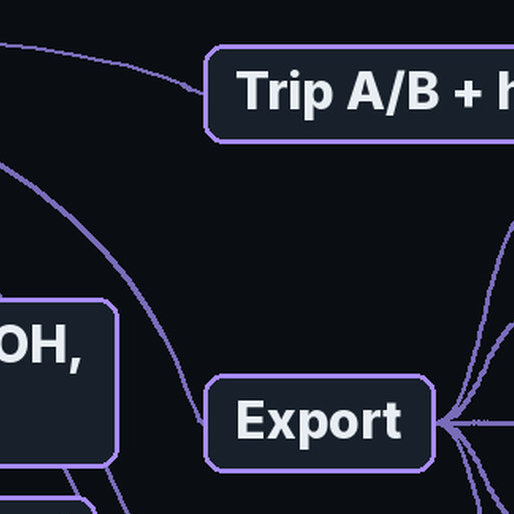 Trip A/B + h
OH,
Export